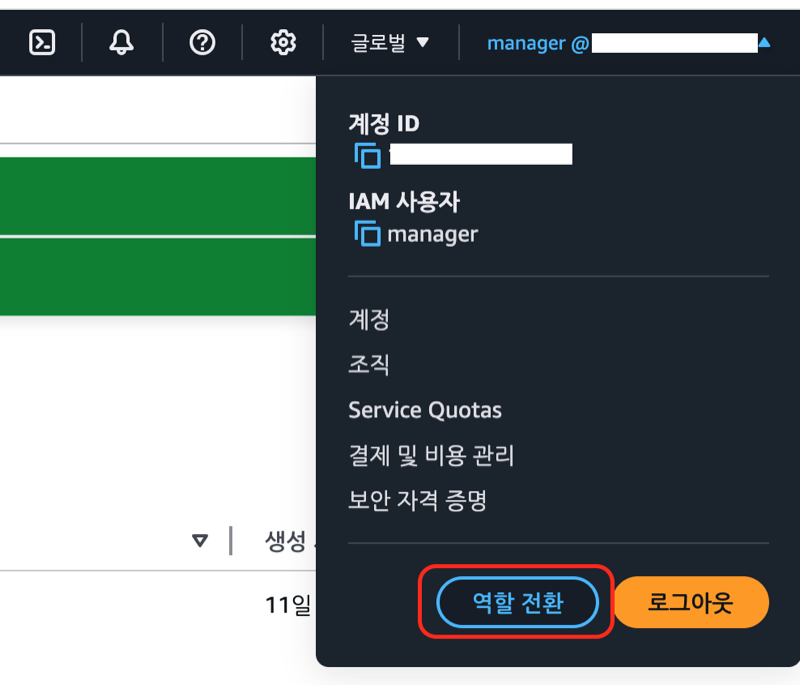 글로벌 ▼
manager @
계정 ID
IAM 사용자
manager
계정
조직
Service Quotas
결제 및 비용 관리
보안 자격 증명
생성
11일
역할 전환
로그아웃